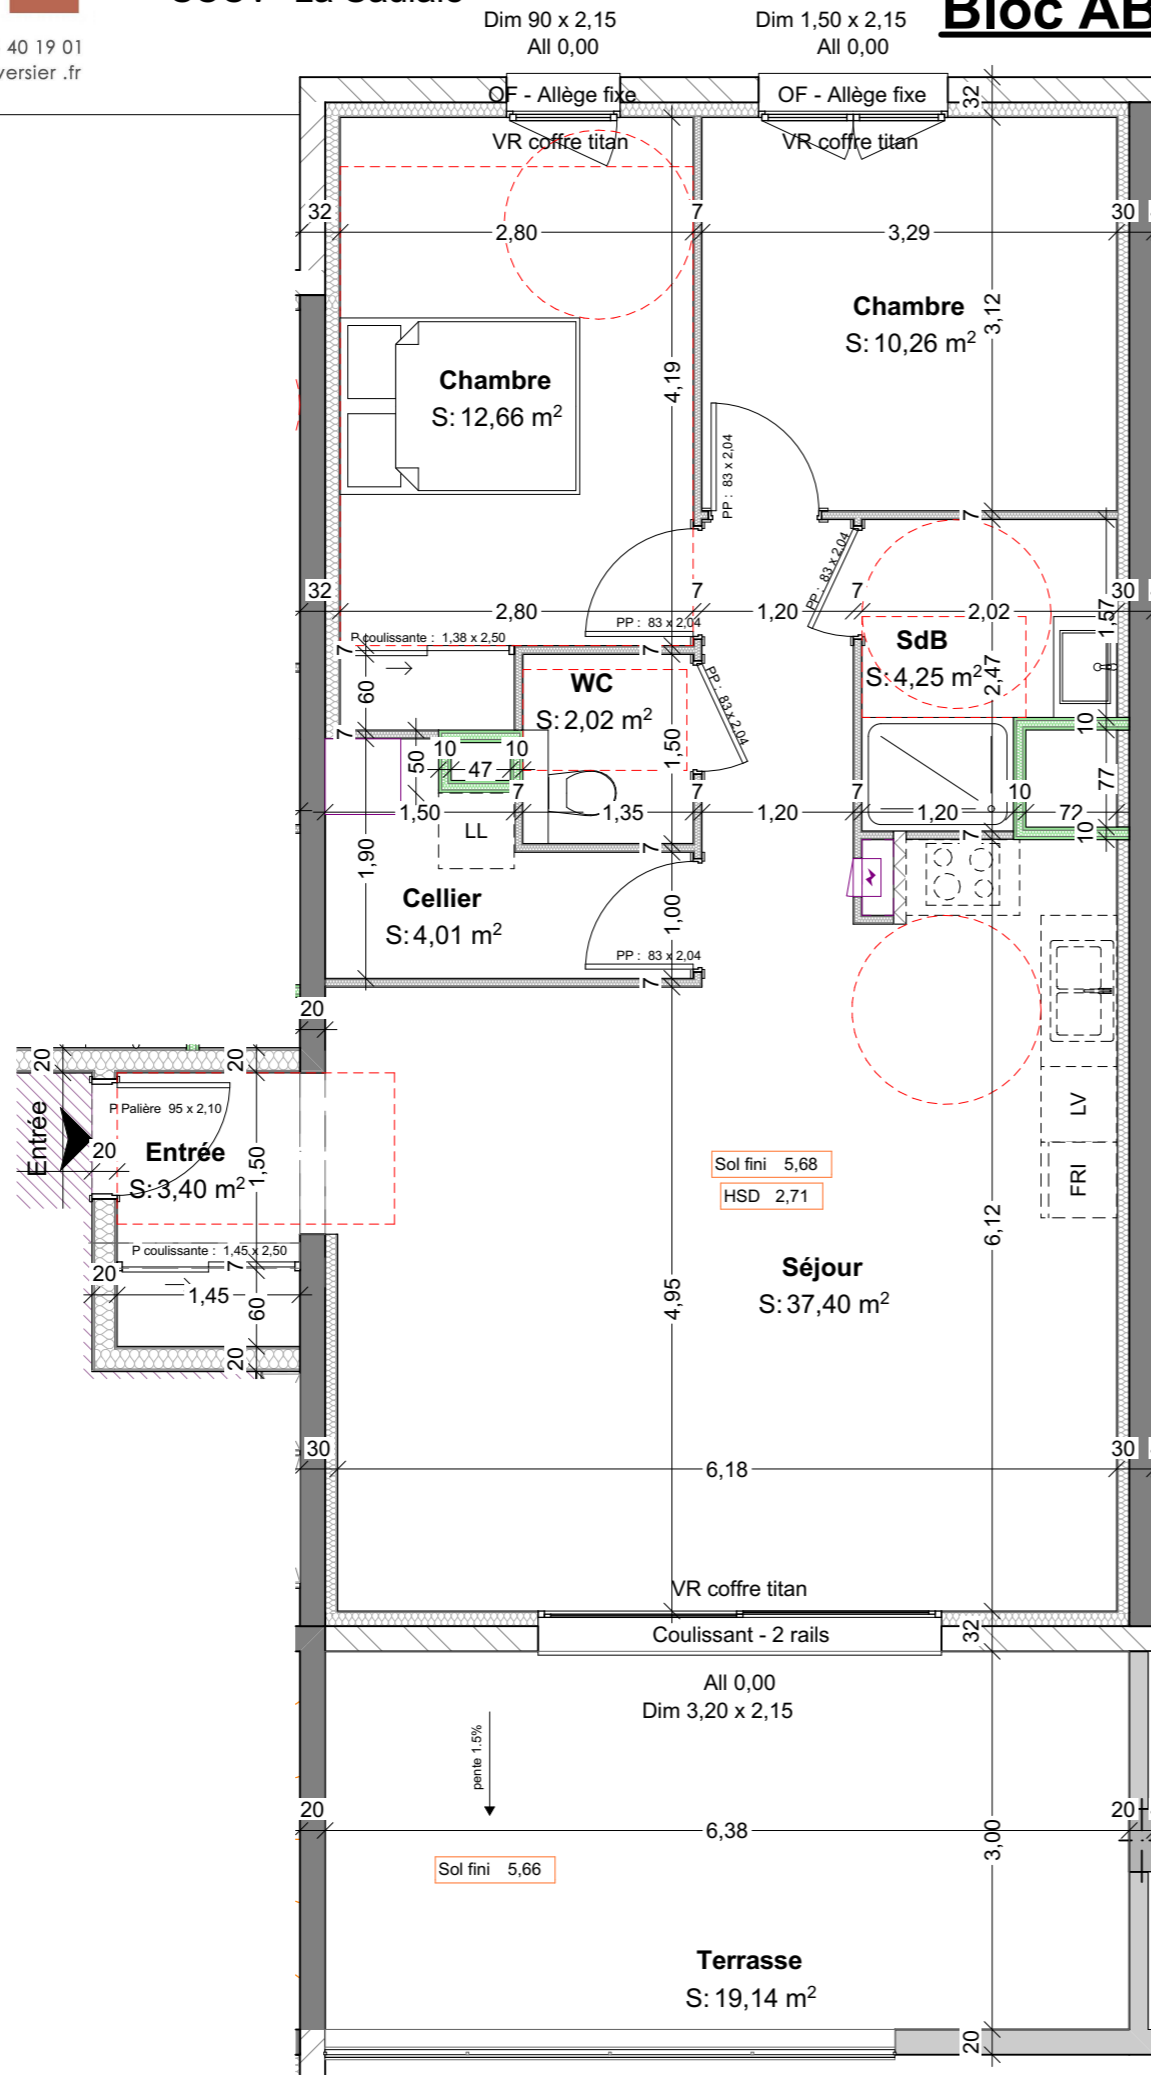 40 19 01
versier .fr
Bloc AB
Dim 90 x 2,15
All 0,00
Dim 1,50 x 2,15
All 0,00
OF - Allège fixe
OF - Allège fixe
32
VR coffre titan
VR coffre titan
32
2,80
7
3,29
30
3,12
4,19
Chambre
S: 10,26 m²
Chambre
S: 12,66 m²
PP : 83 x 2,04
7
PP : 83 x 2,04
32
2,80
7
1,20
7
2,02
30
1,57
PP : 83 x 2,04
P coulissante : 1,38 x 2,50
7
7
SdB
S: 4,25 m²
2,47
60
WC
S: 2,02 m²
PP : 83 x 2,04
7
10
10
50
47
1,50
10
77
7
1,50
7
1,35
1,20
7
1,20
10
72
10
LL
7
7
1,90
Cellier
S: 4,01 m²
1,00
PP : 83 x 2,04
7
20
20
20
P Palière 95 x 2,10
Entrée
20
Entrée
S: 3,40 m²
1,50
LV
FRI
Sol fini 5,68
HSD 2,71
6,12
P coulissante : 1,45 x 2,50
20
7
1,45
60
20
4,95
Séjour
S: 37,40 m²
30
6,18
30
VR coffre titan
Coulissant - 2 rails
32
All 0,00
Dim 3,20 x 2,15
pente 1.5%
20
6,38
20
3,00
Sol fini 5,66
Terrasse
S: 19,14 m²
20